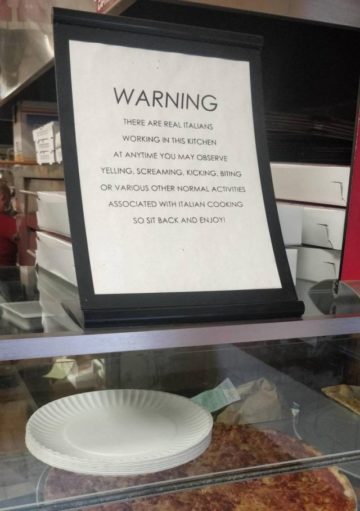 WARNING
THERE ARE REAL ITALIANS
WORKING IN THIS KITCHEN
AT ANYTIME YOU MAY OBSERVE
YELLING, SCREAMING, KICKING, BITING
OR VARIOUS OTHER NORMAL ACTIVITIES
ASSOCIATED WITH ITALIAN COOKING
SO SIT BACK AND ENJOY!